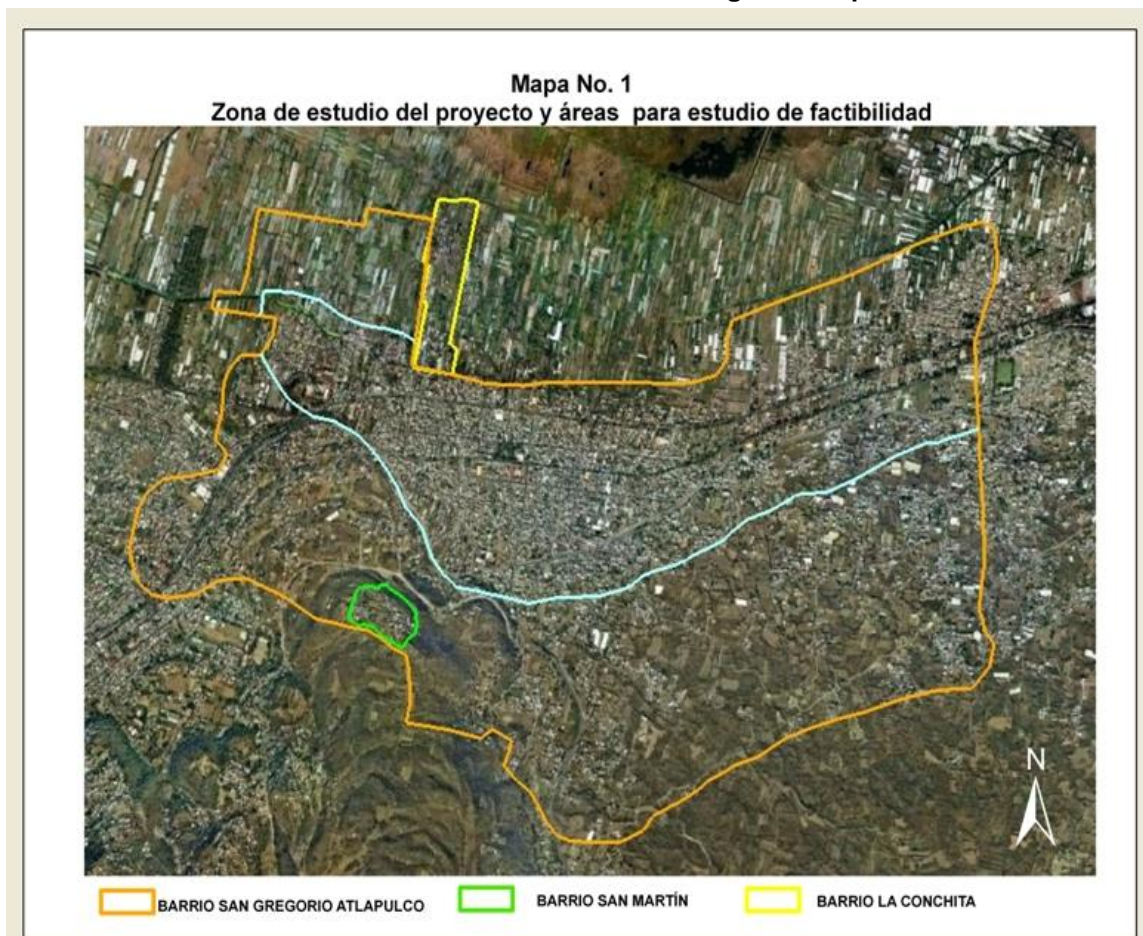 Mapa No. 1
Zona de estudio del proyecto y áreas para estudio de factibilidad
N
BARRIO SAN GREGORIO ATLAPULCO
BARRIO SAN MARTÍN
BARRIO LA CONCHITA